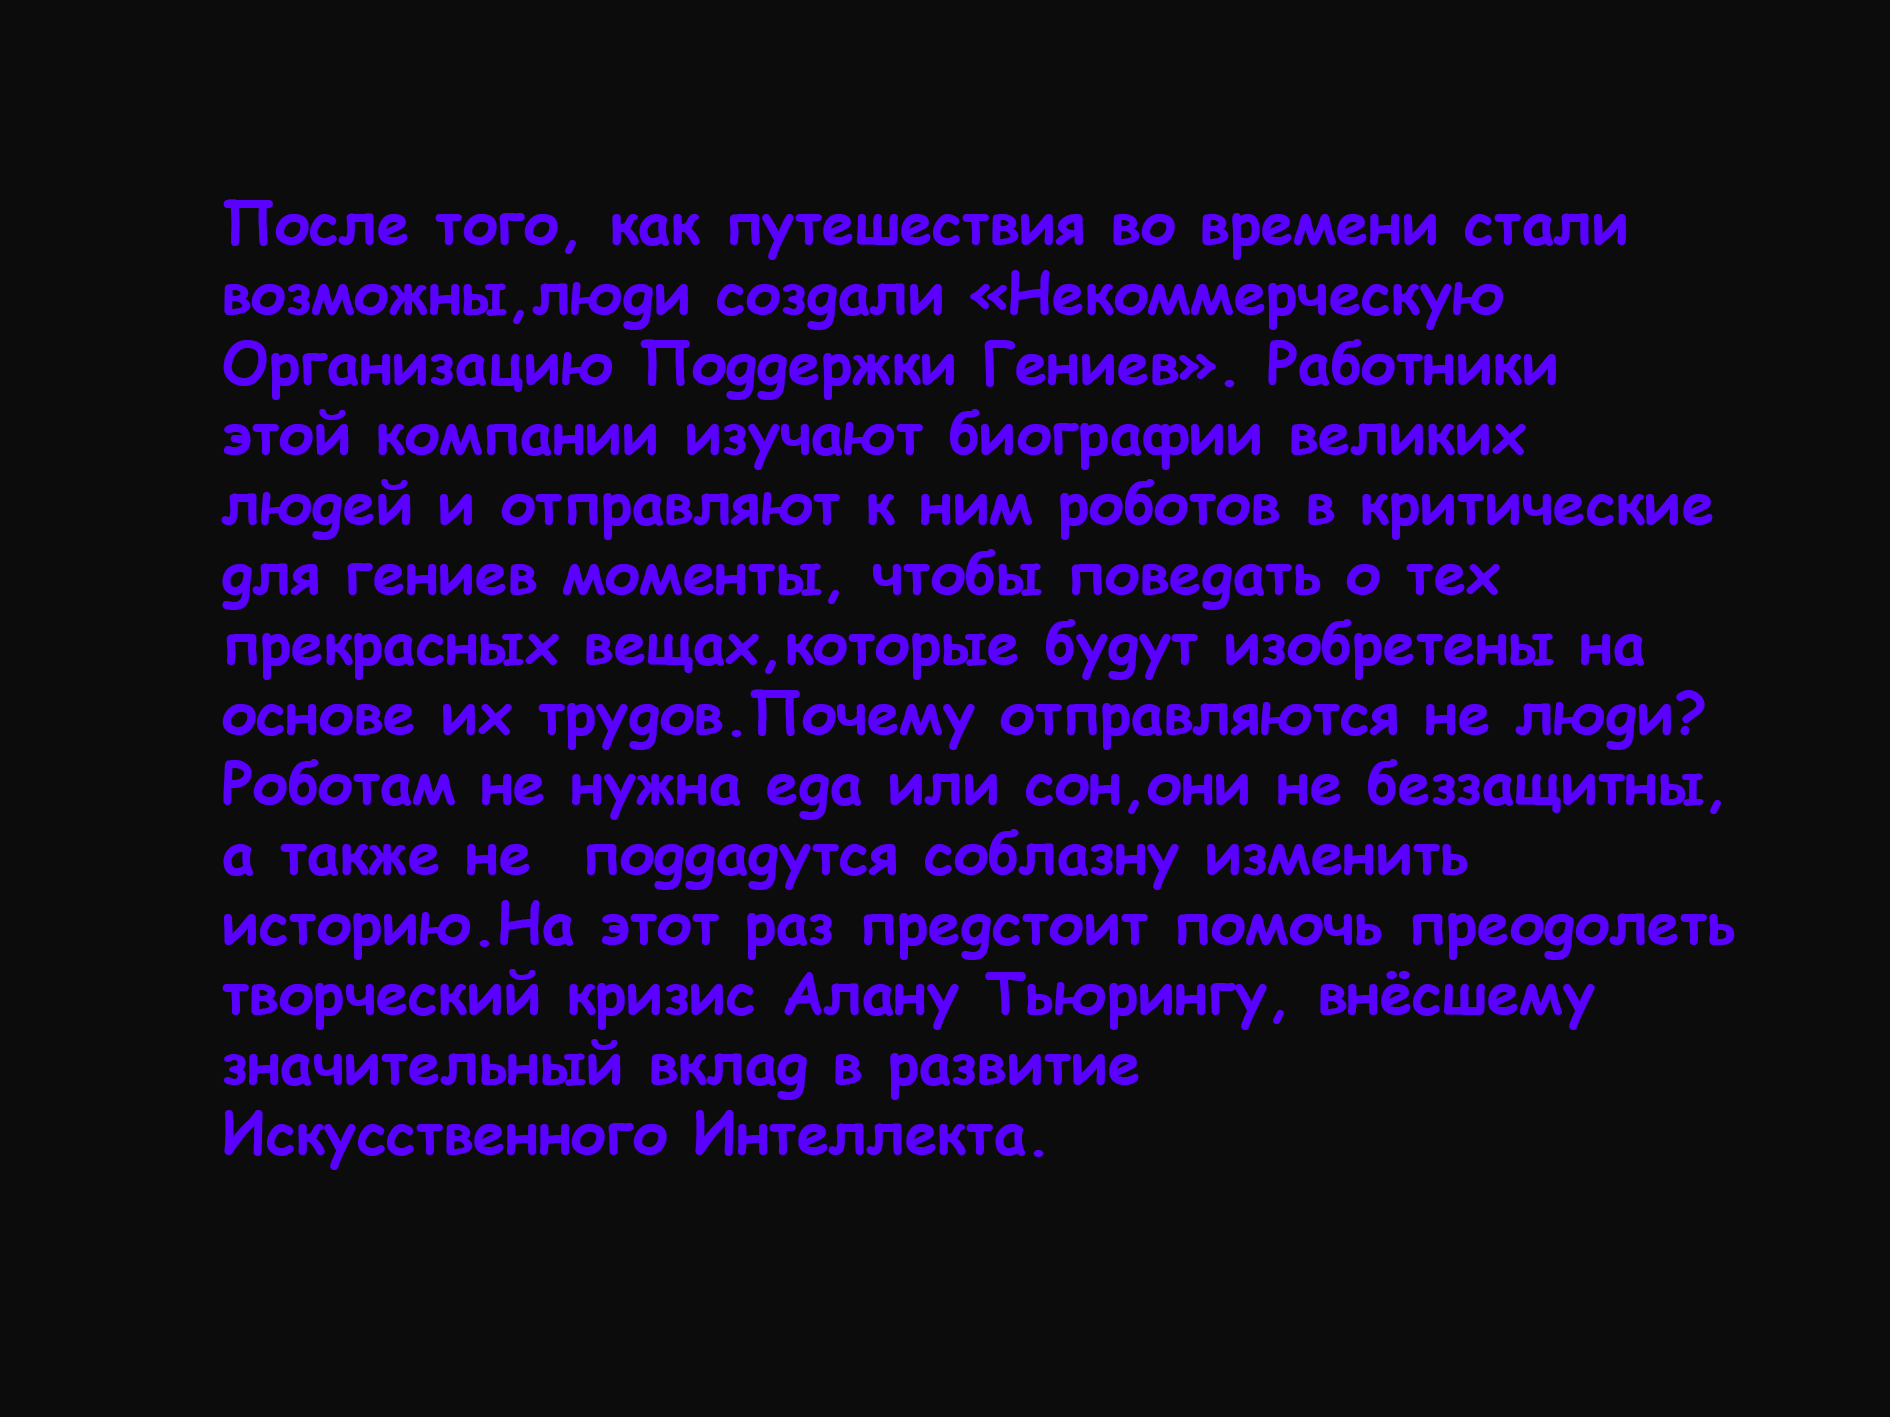 После того, как путешествия во времени стали
возможны,люди создали «Некоммерческую
Организацию Поддержки Гениев». Работники
этой компании изучают биографии великих
людей и отправляют к ним роботов в критические
для гениев моменты, чтобы поведать о тех
прекрасных вещах,которые будут изобретены на
основе их трудов.Почему отправляются не люди?
Роботам не нужна еда или сон,они не беззащитны,
а также не  поддадутся соблазну изменить
историю.На этот раз предстоит помочь преодолеть
творческий кризис Алану Тьюрингу, внёсшему
значительный вклад в развитие
Искусственного Интеллекта.